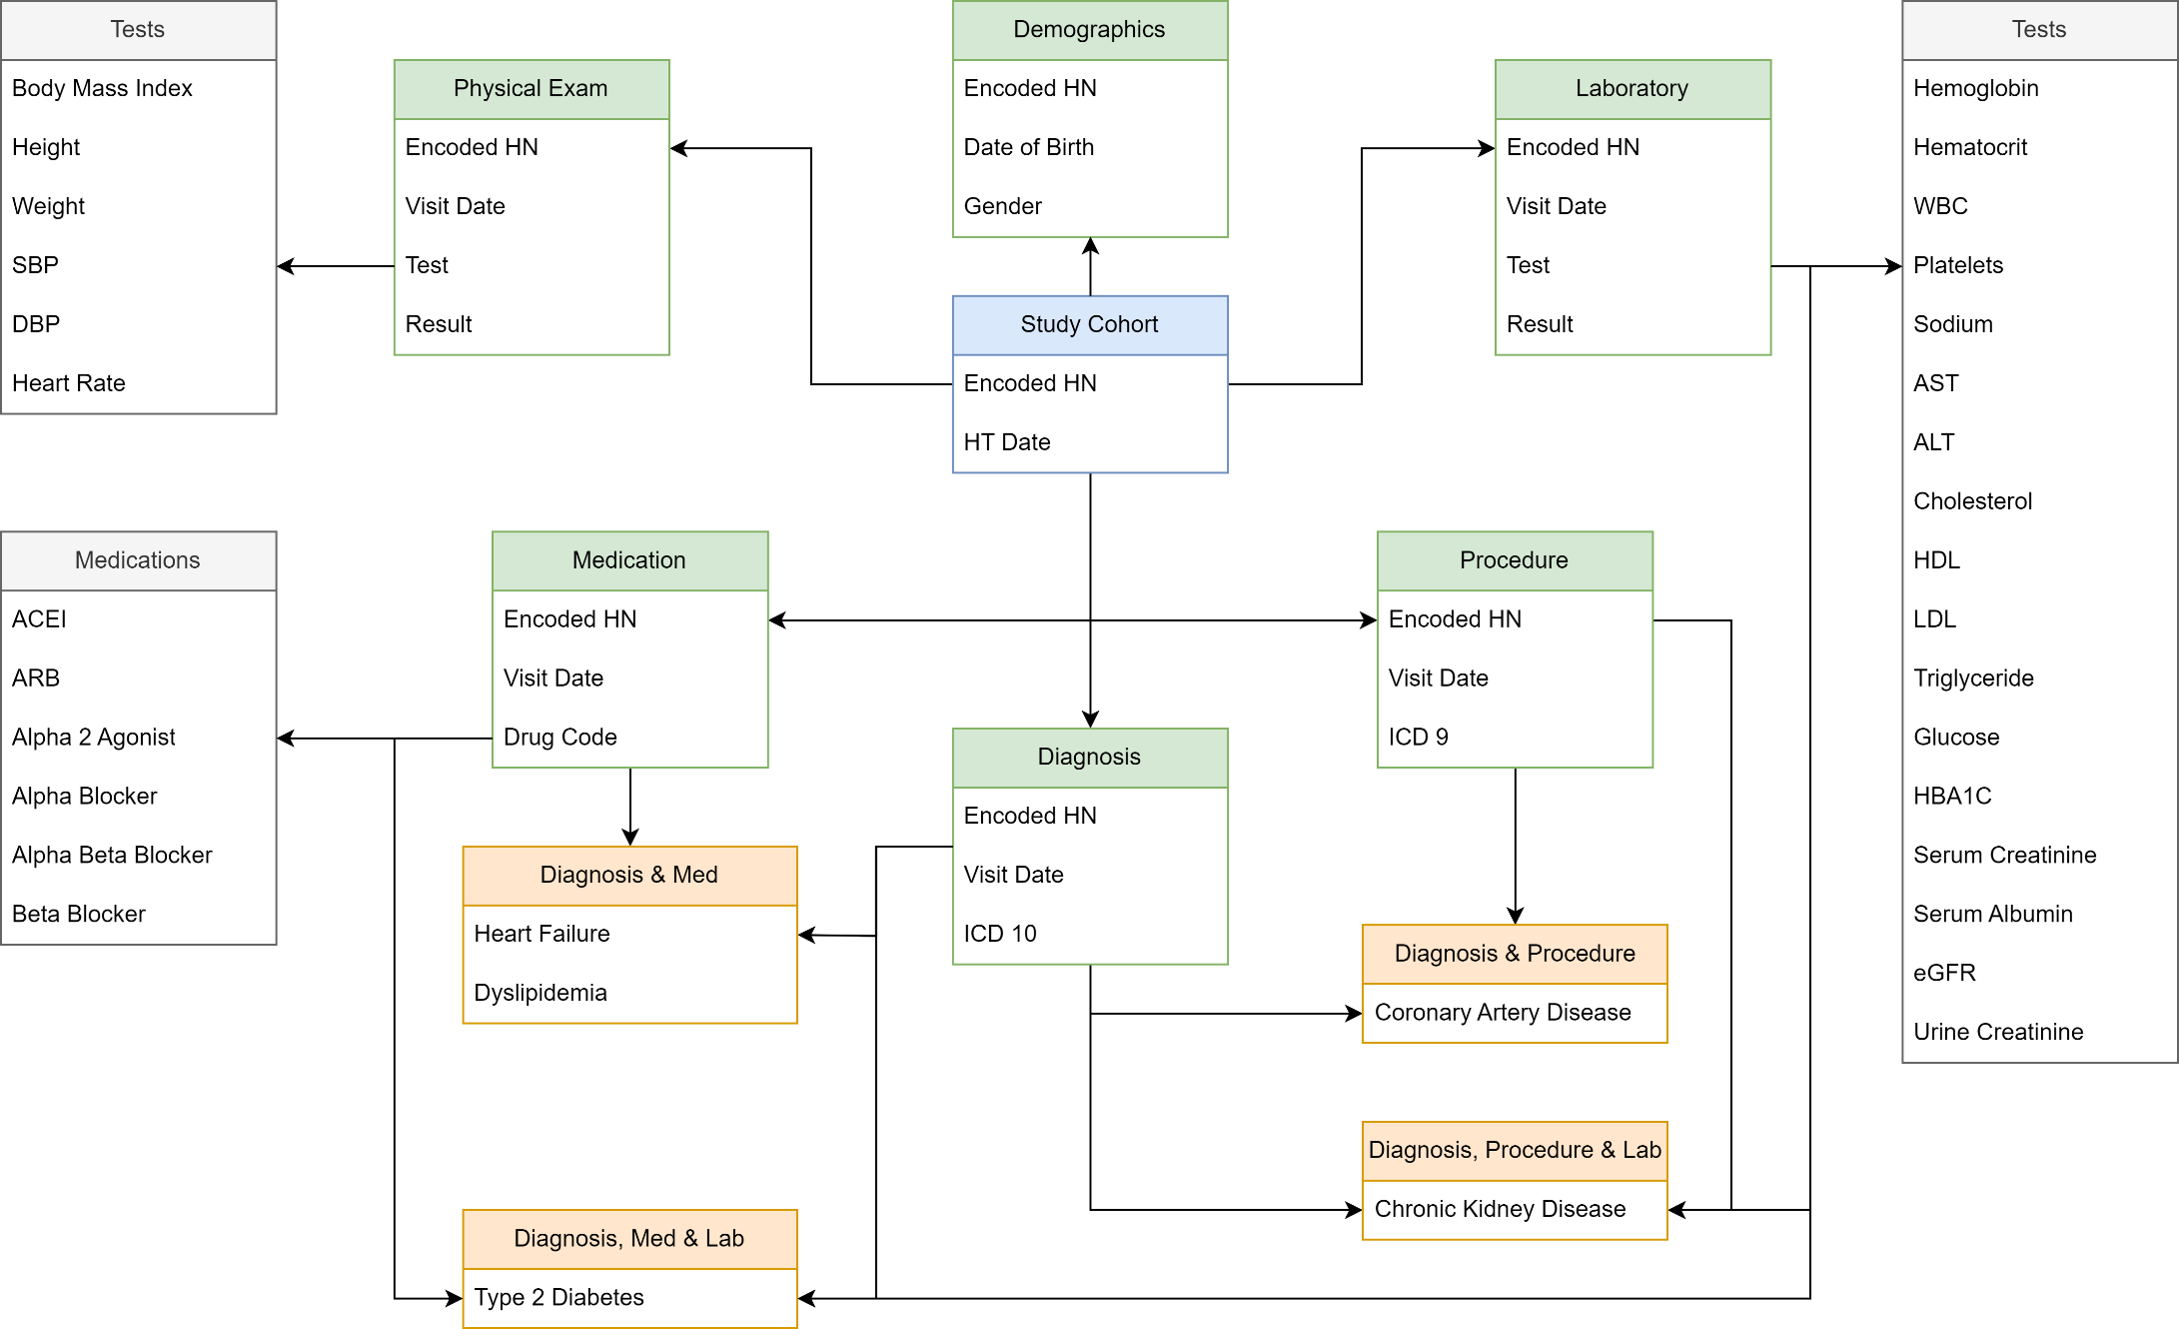 Tests
Body Mass Index
Height
Weight
SBP
DBP
Heart Rate
Physical Exam
Encoded HN
Visit Date
Test
Result
Demographics
Encoded HN
Date of Birth
Gender
Study Cohort
Encoded HN
HT Date
Laboratory
Encoded HN
Visit Date
Test
Result
Tests
Hemoglobin
Hematocrit
WBC
Platelets
Sodium
AST
ALT
Cholesterol
HDL
LDL
Triglyceride
Glucose
HBA1C
Serum Creatinine
Serum Albumin
eGFR
Urine Creatinine
Medications
ACEI
ARB
Alpha 2 Agonist
Alpha Blocker
Alpha Beta Blocker
Beta Blocker
Medication
Encoded HN
Visit Date
Drug Code
Diagnosis
Encoded HN
Visit Date
ICD 10
Procedure
Encoded HN
Visit Date
ICD 9
Diagnosis & Med
Heart Failure
Dyslipidemia
Diagnosis & Procedure
Coronary Artery Disease
Diagnosis, Procedure & Lab
Chronic Kidney Disease
Diagnosis, Med & Lab
Type 2 Diabetes